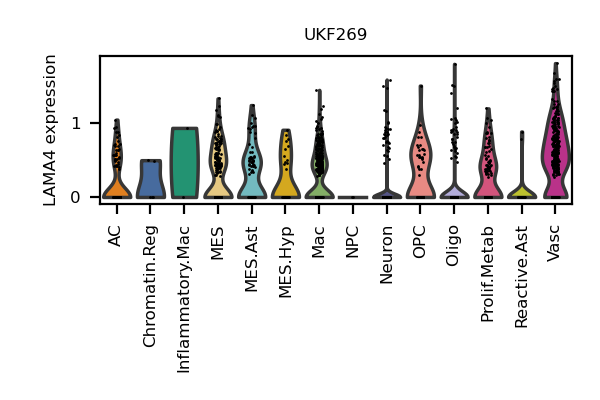 UKF269
LAMA4 expression
1
0
AC
Chromatin.Reg
Inflammatory.Mac
MES
MES.Ast
MES.Hyp
Mac
NPC
Neuron
OPC
Oligo
Prolif.Metab
Reactive.Ast
Vasc